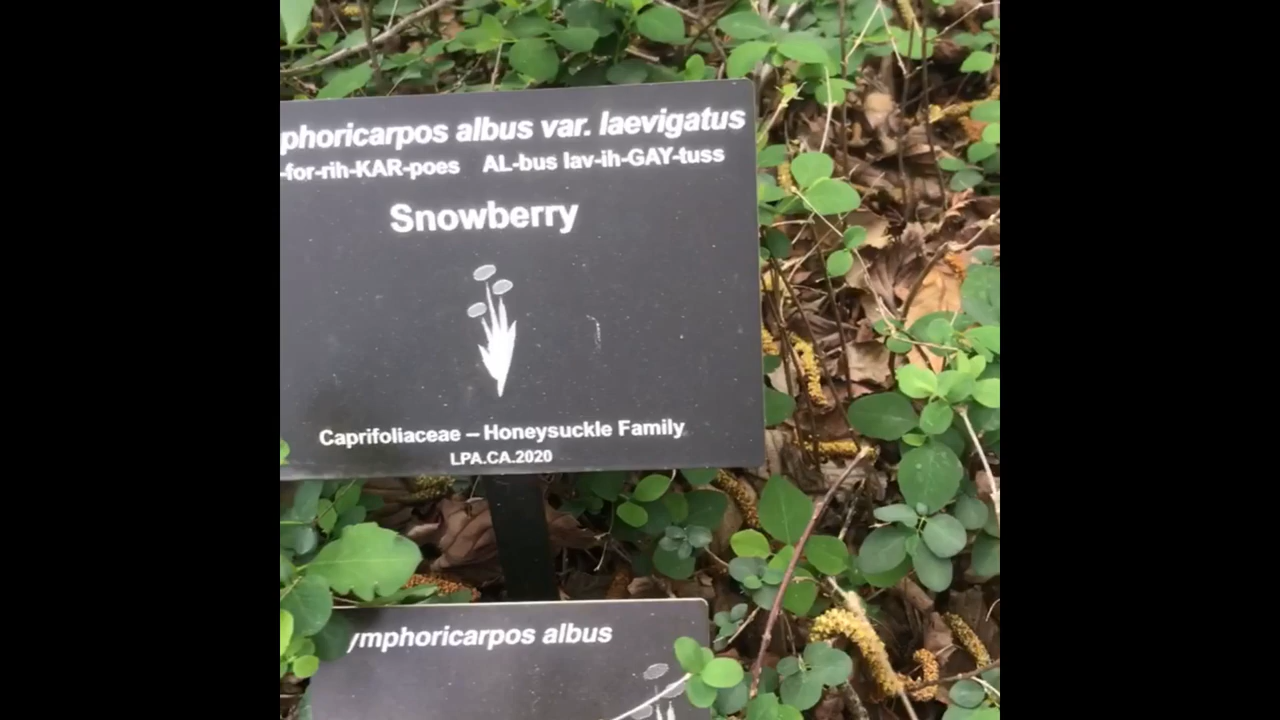 phoricarpos albus var. laevigatus
-for-rih-KAR-poes AL-bus lav-ih-GAY-tuss
Snowberry
Caprifoliaceae – Honeysuckle Family
LPA.CA.2020
ymphoricarpos albus